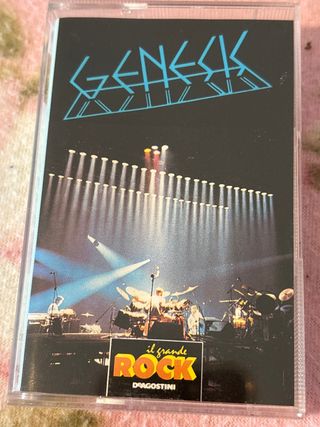 GENESIS
il grande
ROCK
DEAGOSTINI